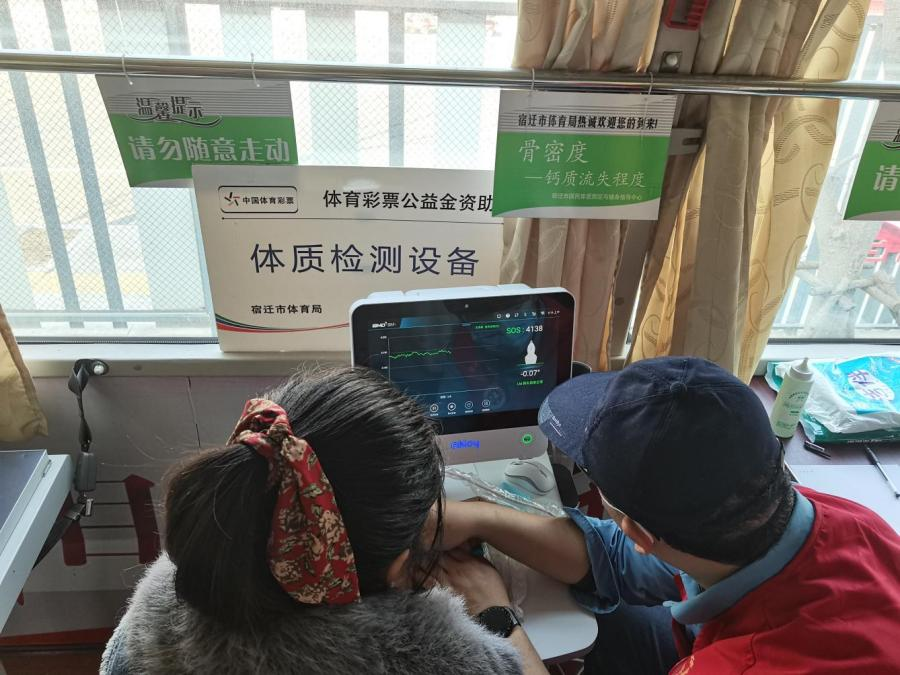 温馨提示
请勿随意走动
宿迁市体育局热诚欢迎您的到来!
骨密度
—钙质流失程度
中国体育彩票
体育彩票公益金资助
体质检测设备
宿迁市体育局
SOS: 4138
-0.07°
请